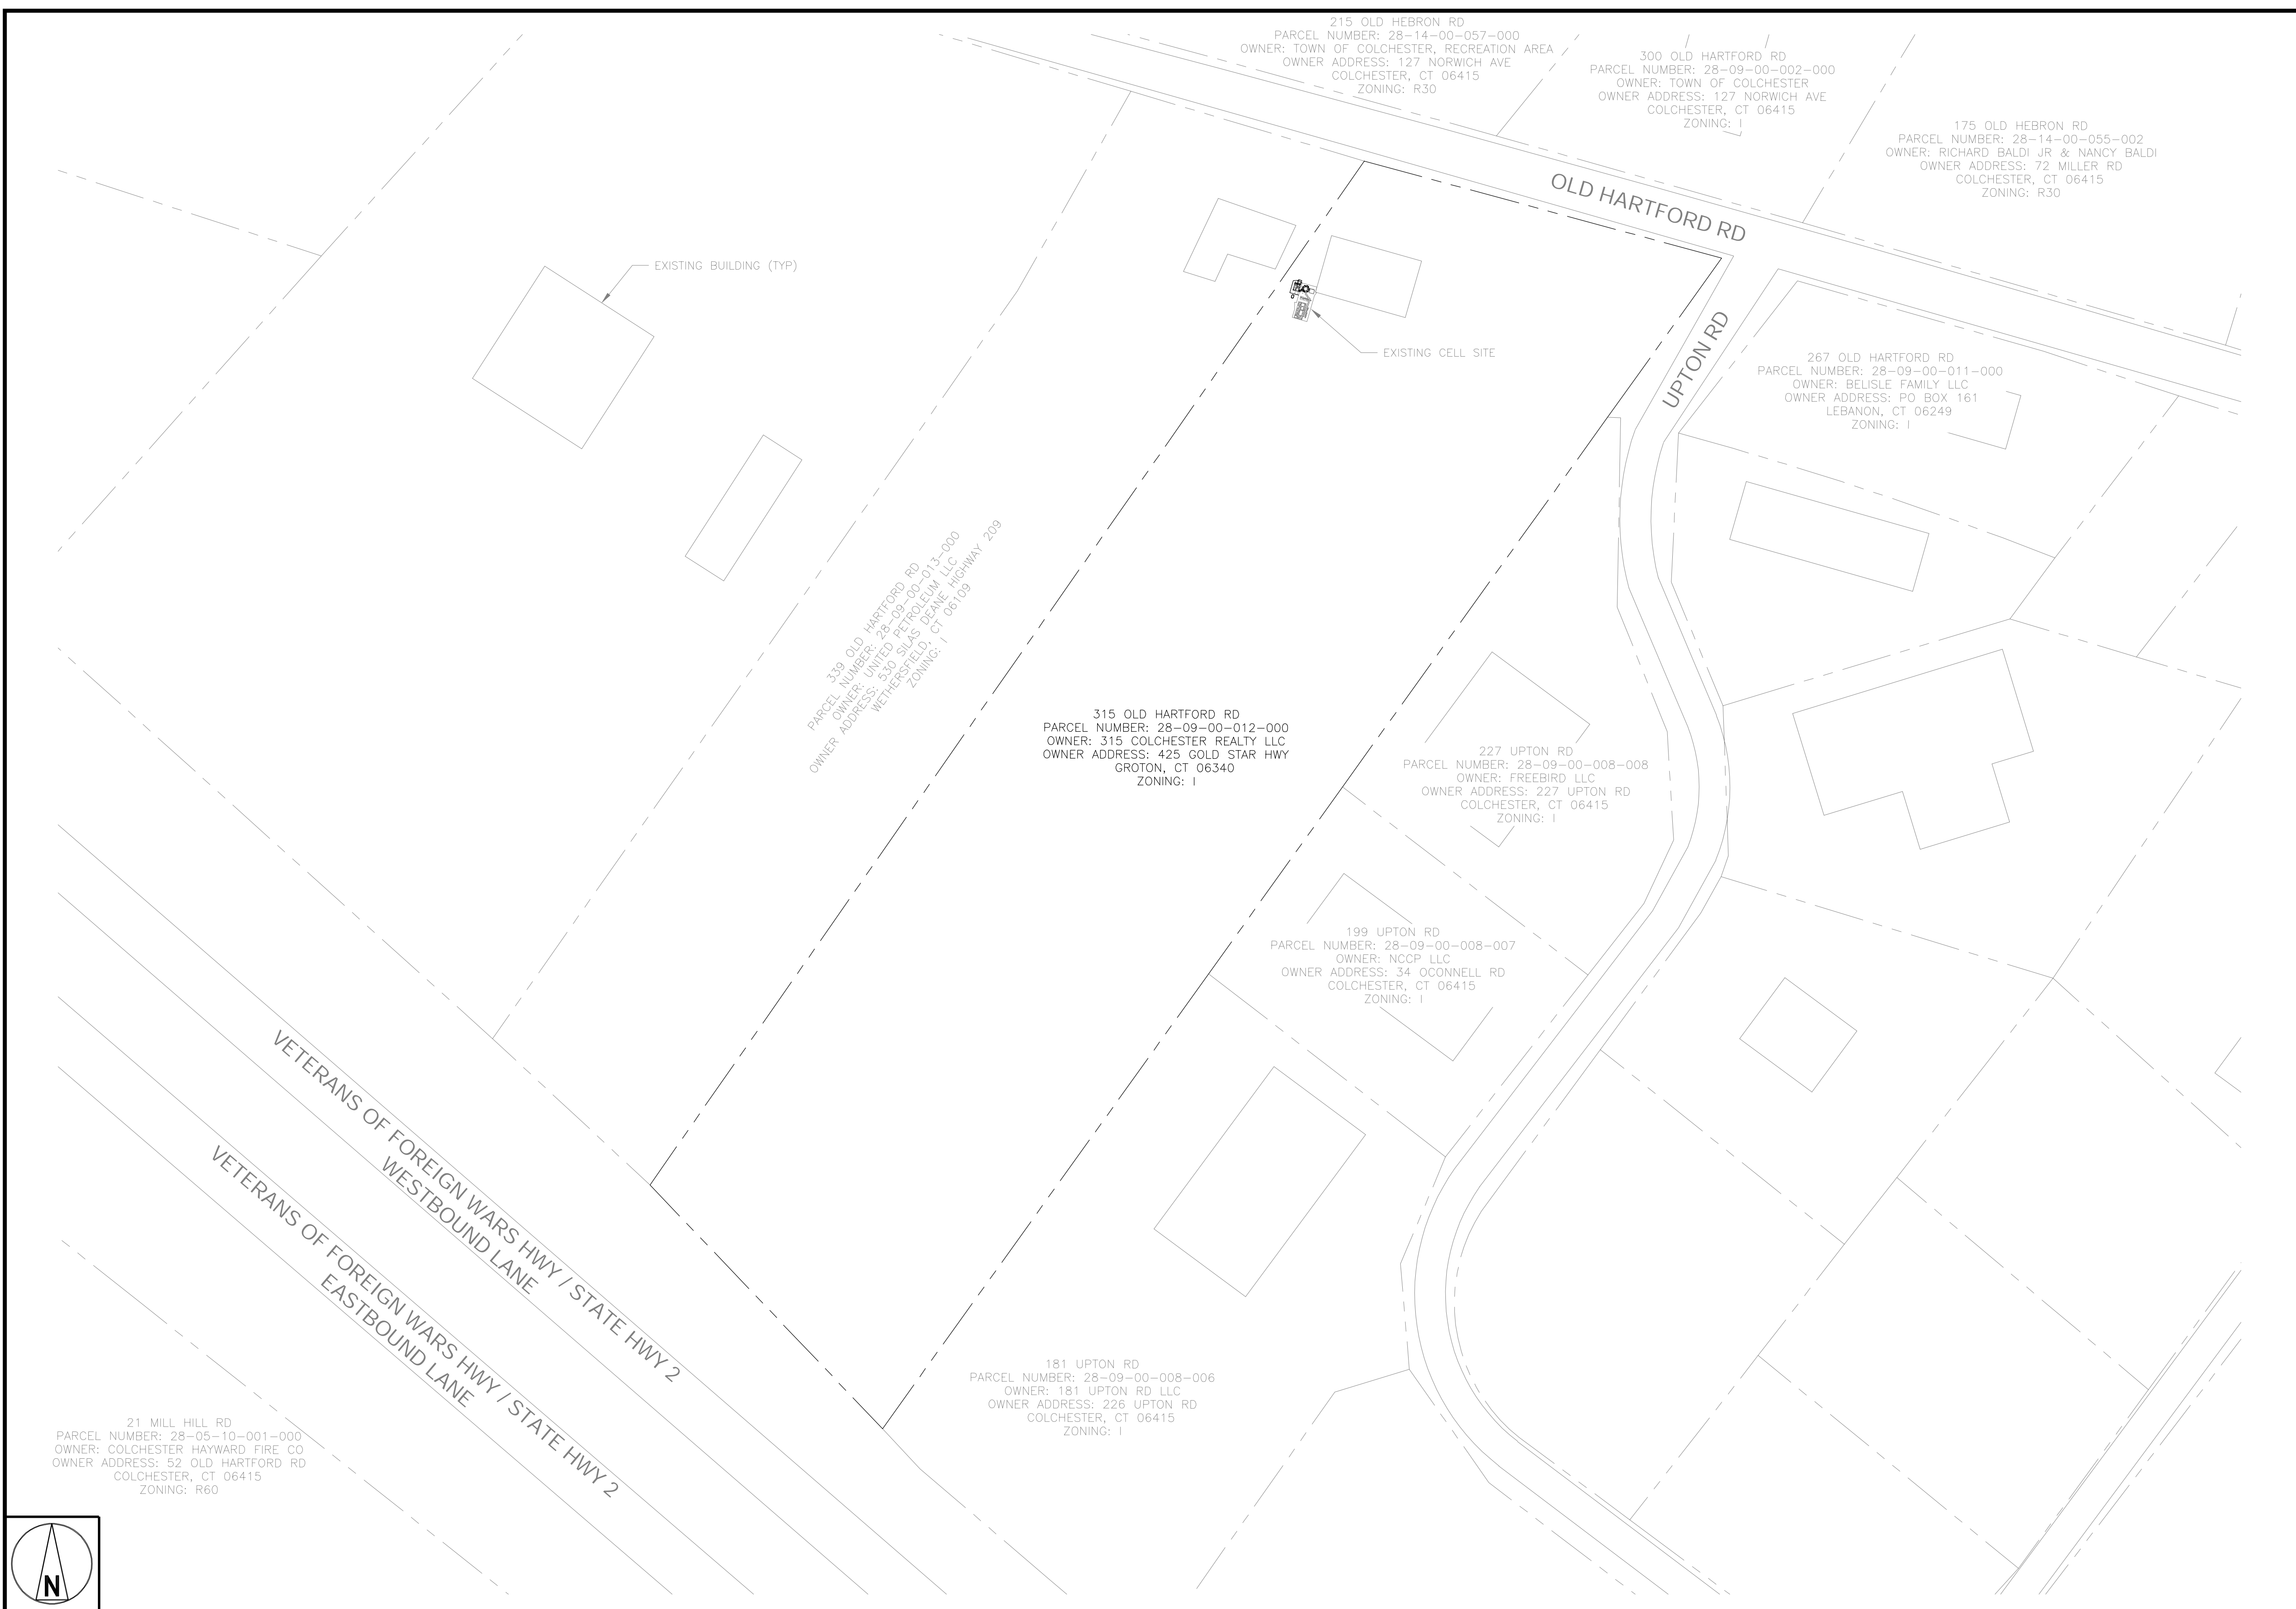 215 OLD HEBRON RD
PARCEL NUMBER: 28-14-00-057-000
OWNER: TOWN OF COLCHESTER, RECREATION AREA
OWNER ADDRESS: 127 NORWICH AVE
COLCHESTER, CT 06415
ZONING: R30
300 OLD HARTFORD RD
PARCEL NUMBER: 28-09-00-002-000
OWNER: TOWN OF COLCHESTER
OWNER ADDRESS: 127 NORWICH AVE
COLCHESTER, CT 06415
ZONING: I
175 OLD HEBRON RD
PARCEL NUMBER: 28-14-00-055-002
OWNER: RICHARD BALDI JR & NANCY BALDI
OWNER ADDRESS: 72 MILLER RD
COLCHESTER, CT 06415
ZONING: R30
OLD HARTFORD RD
EXISTING BUILDING (TYP)
EXISTING CELL SITE
UPTON RD
267 OLD HARTFORD RD
PARCEL NUMBER: 28-09-00-011-000
OWNER: BELISLE FAMILY LLC
OWNER ADDRESS: PO BOX 161
LEBANON, CT 06249
ZONING: I
339 OLD HARTFORD RD
PARCEL NUMBER: 28-09-00-013-000
OWNER: UNITED PETROLEUM LLC
OWNER ADDRESS: 530 SILAS DEANE HIGHWAY 209
WETHERSFIELD, CT 06109
ZONING: I
315 OLD HARTFORD RD
PARCEL NUMBER: 28-09-00-012-000
OWNER: 315 COLCHESTER REALTY LLC
OWNER ADDRESS: 425 GOLD STAR HWY
GROTON, CT 06340
ZONING: I
227 UPTON RD
PARCEL NUMBER: 28-09-00-008-008
OWNER: FREEBIRD LLC
OWNER ADDRESS: 227 UPTON RD
COLCHESTER, CT 06415
ZONING: I
199 UPTON RD
PARCEL NUMBER: 28-09-00-008-007
OWNER: NCCP LLC
OWNER ADDRESS: 34 OCONNELL RD
COLCHESTER, CT 06415
ZONING: I
VETERANS OF FOREIGN WARS HWY / STATE HWY 2
WESTBOUND LANE
VETERANS OF FOREIGN WARS HWY / STATE HWY 2
EASTBOUND LANE
181 UPTON RD
PARCEL NUMBER: 28-09-00-008-006
OWNER: 181 UPTON RD LLC
OWNER ADDRESS: 226 UPTON RD
COLCHESTER, CT 06415
ZONING: I
21 MILL HILL RD
PARCEL NUMBER: 28-05-10-001-000
OWNER: COLCHESTER HAYWARD FIRE CO
OWNER ADDRESS: 52 OLD HARTFORD RD
COLCHESTER, CT 06415
ZONING: R60
N